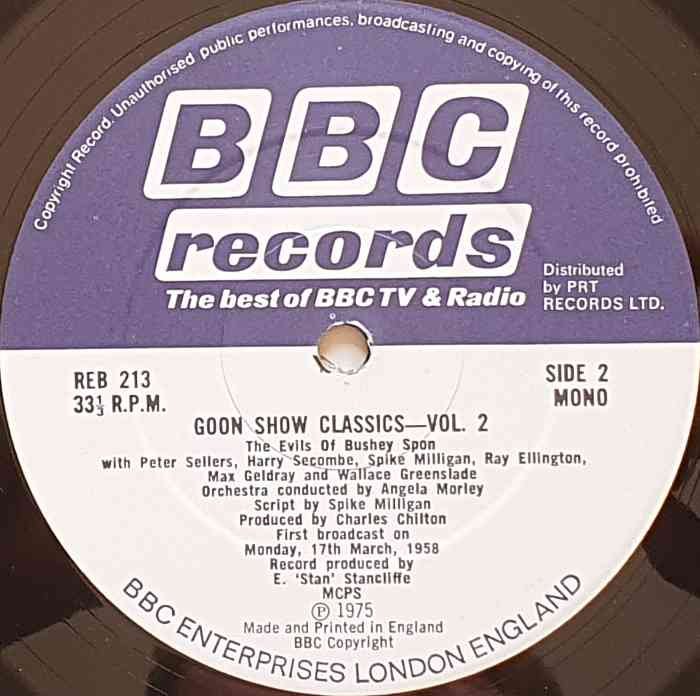 Copyright Record. Unauthorised public performances, broadcasting and copying of this record prohibited
BBC
records
The best of BBC TV & Radio
Distributed
by PRT
RECORDS LTD.
REB 213
33⅓ R.P.M.
SIDE 2
MONO
GOON SHOW CLASSICS—VOL. 2
The Evils Of Bushey Spon
with Peter Sellers, Harry Secombe, Spike Milligan, Ray Ellington,
Max Geldray and Wallace Greenslade
Orchestra conducted by Angela Morley
Script by Spike Milligan
Produced by Charles Chilton
First broadcast on
Monday, 17th March, 1958
Record produced by
E. 'Stan' Stancliffe
MCPS
Ⓟ 1975
Made and Printed in England
BBC Copyright
BBC ENTERPRISES LONDON ENGLAND